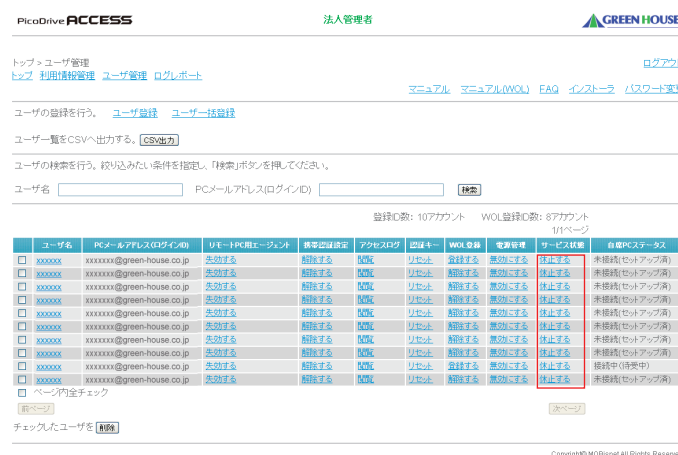 PicoDrive ACCESS 法人管理者 GREEN HOUSE
トップ > ユーザ管理 ログアウ
トップ 利用情報管理 ユーザ管理 ログレポート
マニュアル マニュアル(WOL) FAQ インストーラ パスワード変
ユーザの登録を行う。 ユーザ登録 ユーザ一括登録
ユーザ一覧をCSVへ出力する。 CSV出力
ユーザの検索を行う。絞り込みたい条件を指定し、「検索」ボタンを押してください。
ユーザ名 PCメールアドレス(ログインID) 検索
登録ID数: 10アカウント WOL登録ID数: 8アカウント
1/1ページ
ユーザ名 PCメールアドレス(ログインID) リモートPC用エージェント 携帯認証設定 アクセスログ 認証キー WOL登録 電源管理 サービス状態 自席PCステータス
xxxxxx xxxxxxx@green-house.co.jp 失効する 解除する 閲覧 リセット 登録する 無効にする 休止する 未接続(セットアップ済)
xxxxxx xxxxxxx@green-house.co.jp 失効する 解除する 閲覧 リセット 解除する 無効にする 休止する 未接続(セットアップ済)
xxxxxx xxxxxxx@green-house.co.jp 失効する 解除する 閲覧 リセット 登録する 無効にする 休止する 未接続(セットアップ済)
xxxxxx xxxxxxx@green-house.co.jp 失効する 解除する 閲覧 リセット 解除する 無効にする 休止する 未接続(セットアップ済)
xxxxxx xxxxxxx@green-house.co.jp 失効する 解除する 閲覧 リセット 解除する 無効にする 休止する 未接続(セットアップ済)
xxxxxx xxxxxxx@green-house.co.jp 失効する 解除する 閲覧 リセット 解除する 無効にする 休止する 未接続(セットアップ済)
xxxxxx xxxxxxx@green-house.co.jp 失効する 解除する 閲覧 リセット 解除する 無効にする 休止する 未接続(セットアップ済)
xxxxxx xxxxxxx@green-house.co.jp 失効する 解除する 閲覧 リセット 解除する 無効にする 休止する 未接続(セットアップ済)
xxxxxx xxxxxxx@green-house.co.jp 失効する 解除する 閲覧 リセット 登録する 無効にする 休止する 接続中(待受中)
xxxxxx xxxxxxx@green-house.co.jp 失効する 解除する 閲覧 リセット 解除する 無効にする 休止する 未接続(セットアップ済)
ページ内全チェック
前ページ 次ページ
チェックしたユーザを 削除
Copyright© MOBisnet All Rights Reserve